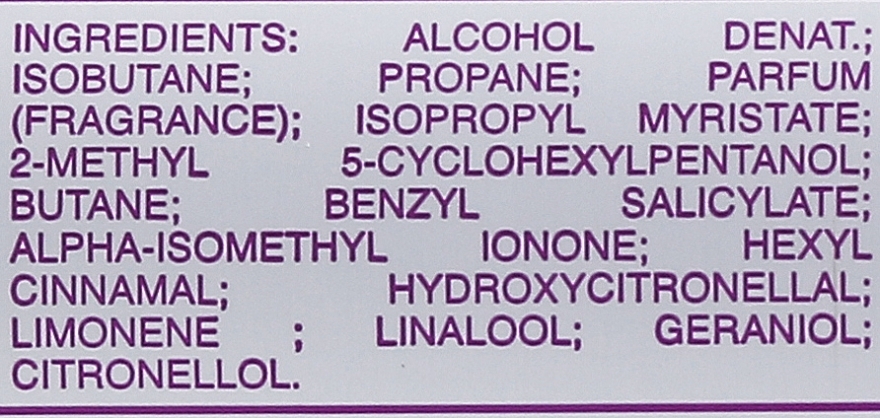 INGREDIENTS: ALCOHOL DENAT.;
ISOBUTANE; PROPANE; PARFUM
(FRAGRANCE); ISOPROPYL MYRISTATE;
2-METHYL 5-CYCLOHEXYLPENTANOL;
BUTANE; BENZYL SALICYLATE;
ALPHA-ISOMETHYL IONONE; HEXYL
CINNAMAL; HYDROXYCITRONELLAL;
LIMONENE ; LINALOOL; GERANIOL;
CITRONELLOL.